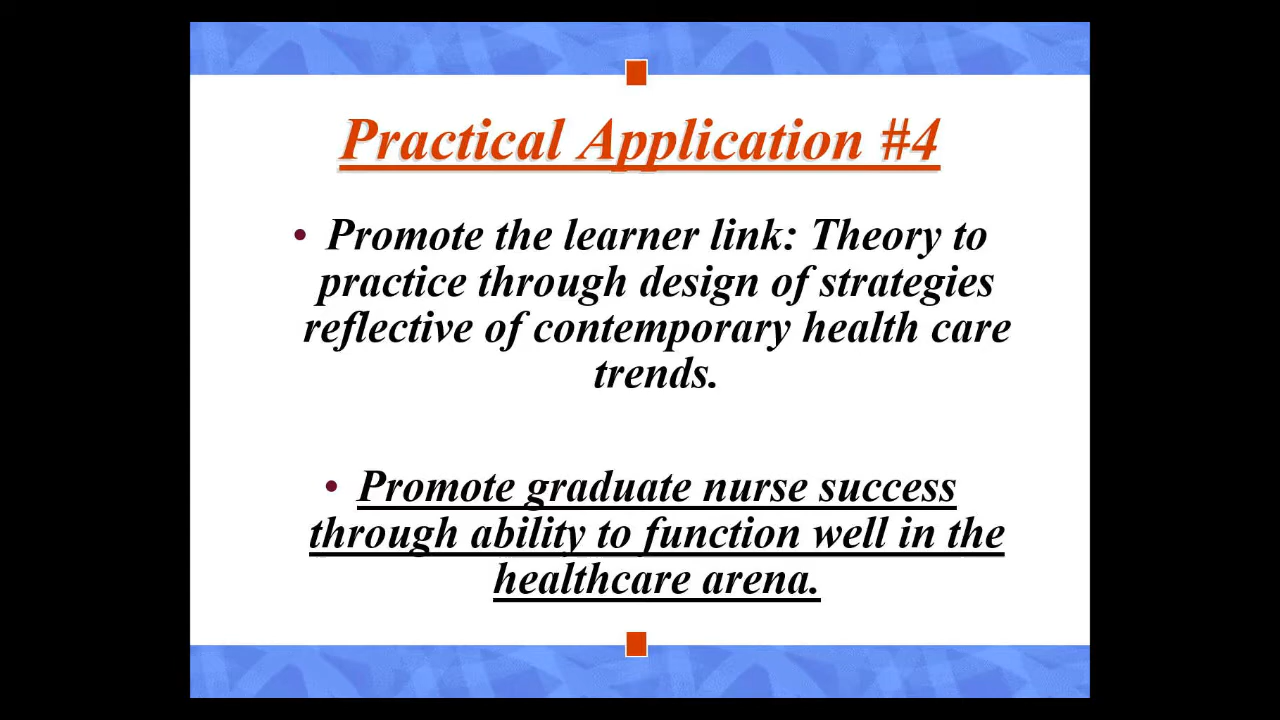 Practical Application #4
• Promote the learner link: Theory to
practice through design of strategies
reflective of contemporary health care
trends.
• Promote graduate nurse success
through ability to function well in the
healthcare arena.